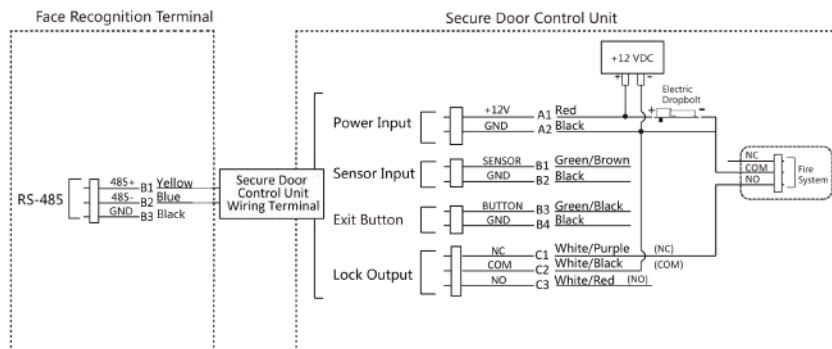 Face Recognition Terminal
Secure Door Control Unit
+12 VDC
+ -
Electric
Dropbolt
+ -
Power Input
+12V A1 Red
GND A2 Black
Sensor Input
SENSOR B1 Green/Brown
GND B2 Black
Exit Button
BUTTON B3 Green/Black
GND B4 Black
Lock Output
NC C1 White/Purple (NC)
COM C2 White/Black (COM)
NO C3 White/Red (NO)
NC
COM
NO
Fire
System
RS-485
485+ B1 Yellow
485- B2 Blue
GND B3 Black
Secure Door
Control Unit
Wiring Terminal